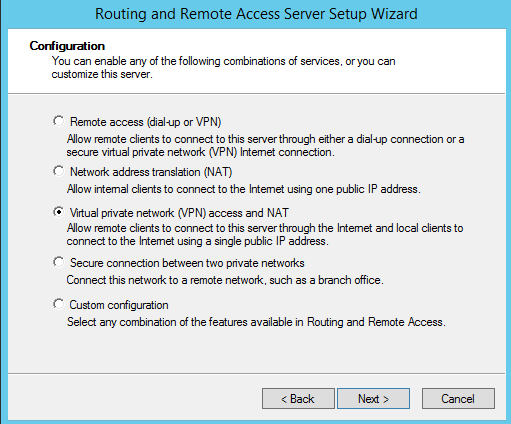 Routing and Remote Access Server Setup Wizard
Configuration
You can enable any of the following combinations of services, or you can
customize this server.
Remote access (dial-up or VPN)
Allow remote clients to connect to this server through either a dial-up connection or a
secure virtual private network (VPN) Internet connection.
Network address translation (NAT)
Allow internal clients to connect to the Internet using one public IP address.
Virtual private network (VPN) access and NAT
Allow remote clients to connect to this server through the Internet and local clients to
connect to the Internet using a single public IP address.
Secure connection between two private networks
Connect this network to a remote network, such as a branch office.
Custom configuration
Select any combination of the features available in Routing and Remote Access.
< Back Next > Cancel